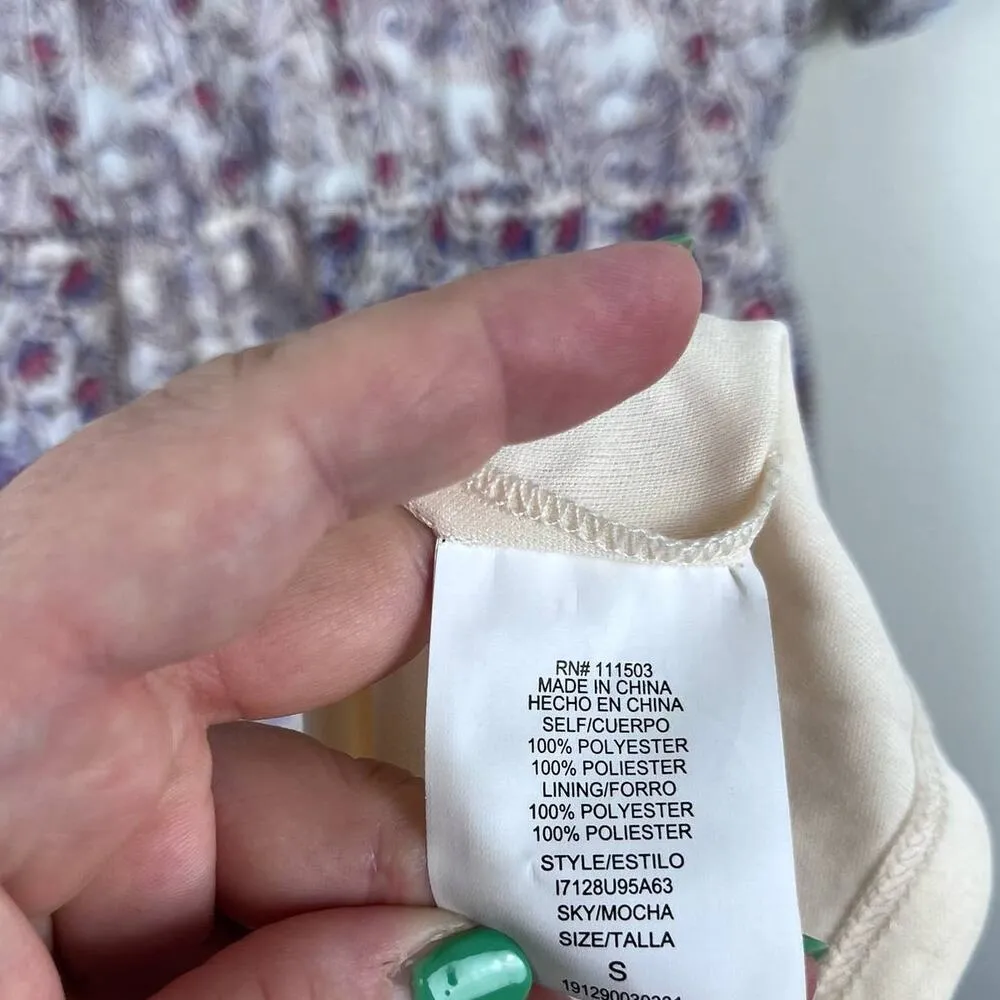 RN# 111503
MADE IN CHINA
HECHO EN CHINA
SELF/CUERPO
100% POLYESTER
100% POLIESTER
LINING/FORRO
100% POLYESTER
100% POLIESTER
STYLE/ESTILO
I7128U95A63
SKY/MOCHA
SIZE/TALLA
S